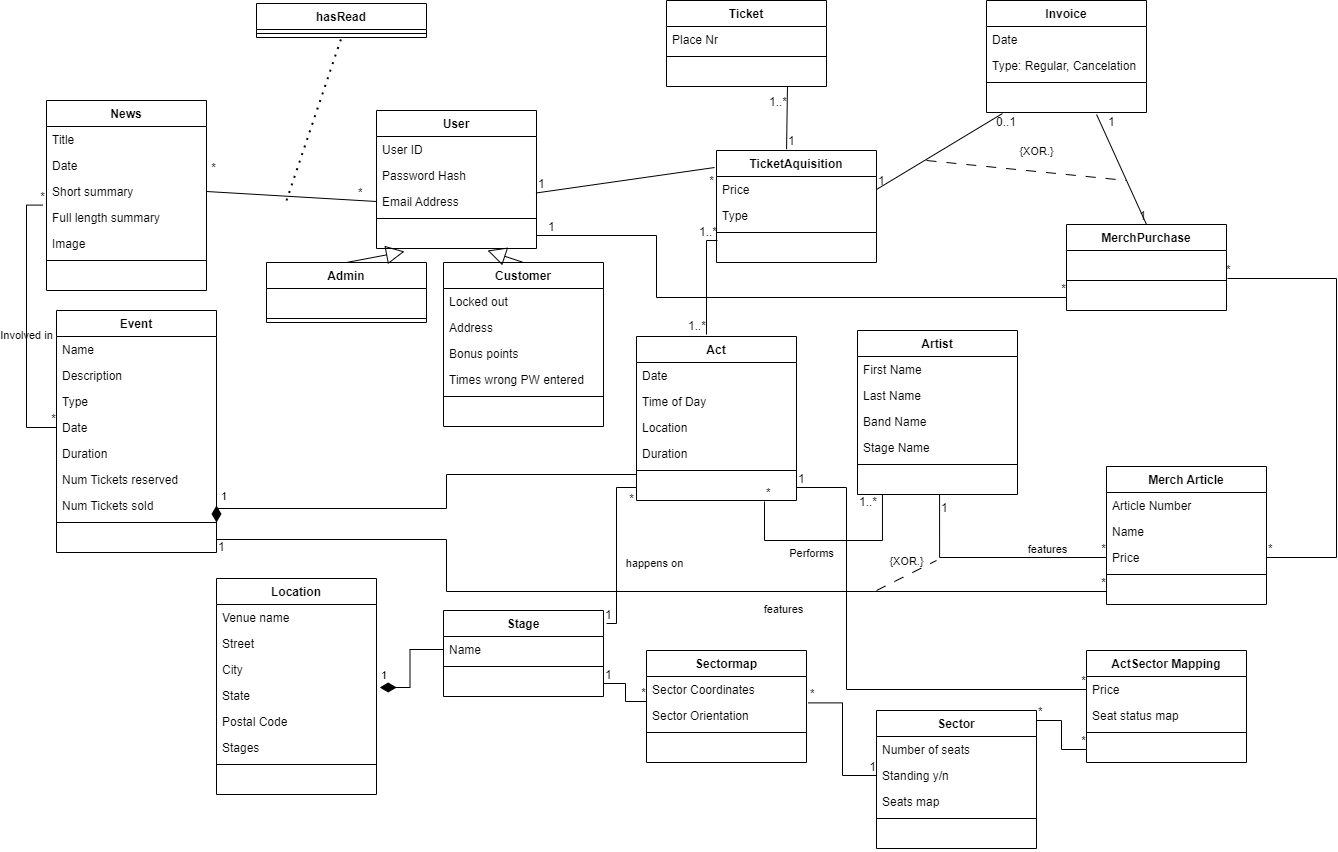 hasRead
Ticket
Place Nr
Invoice
Date
Type: Regular, Cancelation
1..*
1
0..1
1
{XOR.}
1
1
News
Title
Date
Short summary
Full length summary
Image
*
*
*
User
User ID
Password Hash
Email Address
1
*
1
TicketAquisition
Price
Type
1..*
MerchPurchase
*
*
Admin
Customer
Locked out
Address
Bonus points
Times wrong PW entered
Involved in
*
Event
Name
Description
Type
Date
Duration
Num Tickets reserved
Num Tickets sold
1
1
1..*
Act
Date
Time of Day
Location
Duration
*
*
1
Artist
First Name
Last Name
Band Name
Stage Name
1..*
1
Performs
{XOR.}
features
features
Merch Article
Article Number
Name
Price
*
*
*
happens on
Location
Venue name
Street
City
State
Postal Code
Stages
1
Stage
Name
1
1
Sectormap
Sector Coordinates
Sector Orientation
*
*
Sector
Number of seats
Standing y/n
Seats map
1
*
ActSector Mapping
Price
Seat status map
*
*